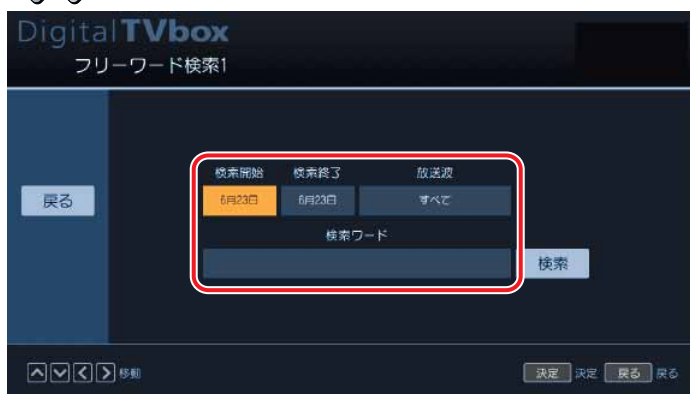 DigitalTVbox
フリーワード検索1
検索開始 検索終了 放送波
戻る 6月23日 6月23日 すべて
検索ワード
検索
移動 決定 決定 戻る 戻る